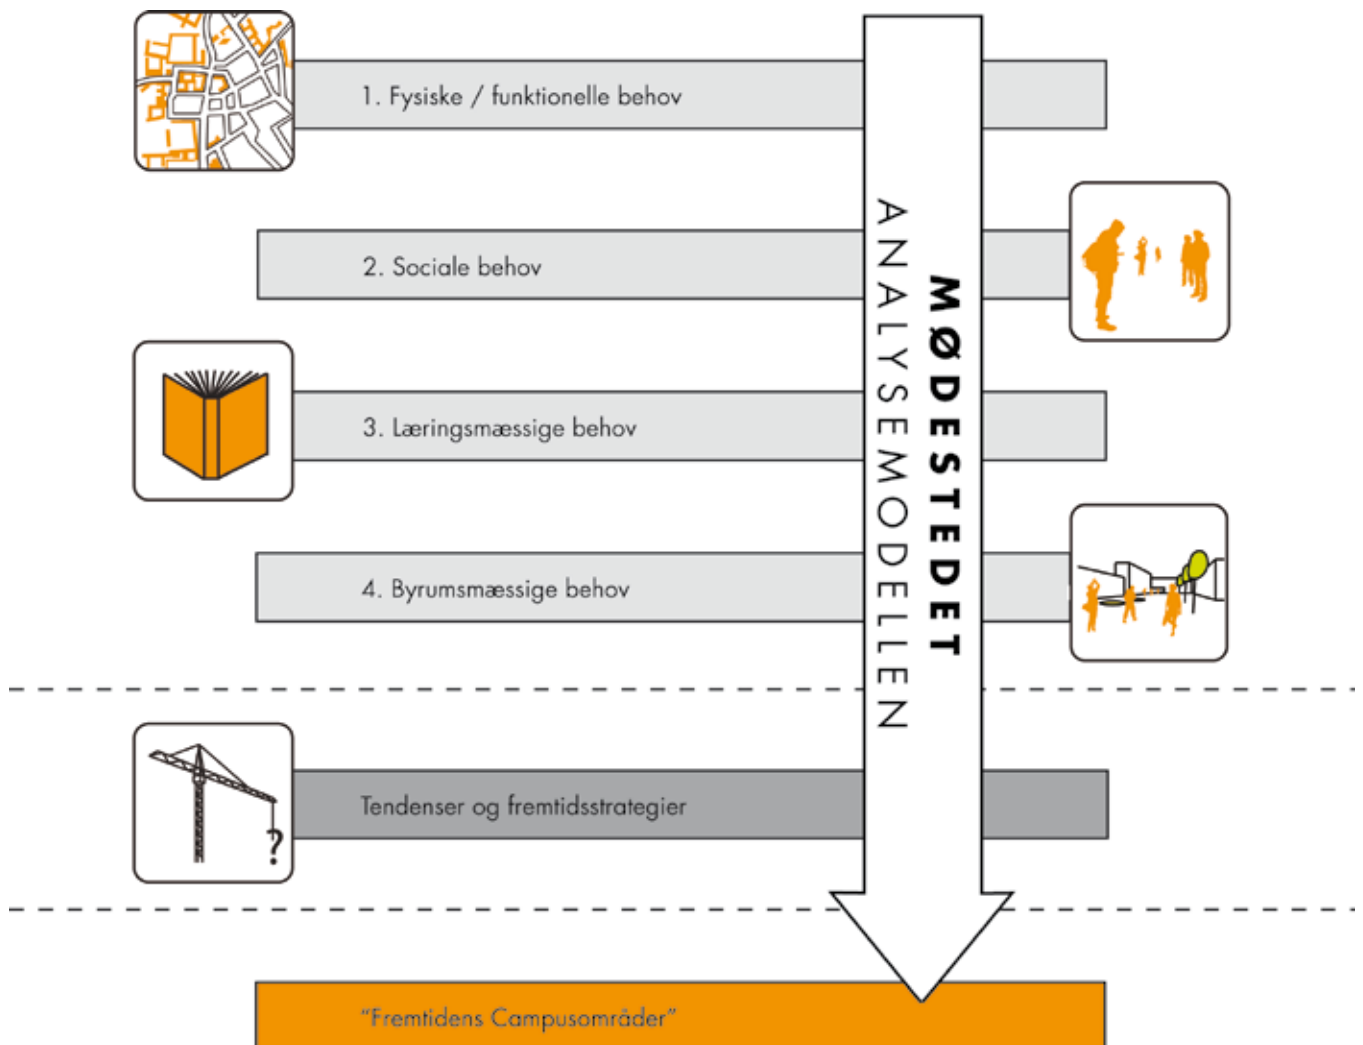 1. Fysiske / funktionelle behov
2. Sociale behov
3. Læringsmæssige behov
4. Byrumsmæssige behov
MØDESTEDET
ANALYSEMODELLEN
Tendenser og fremtidsstrategier
?
"Fremtidens Campusområder"